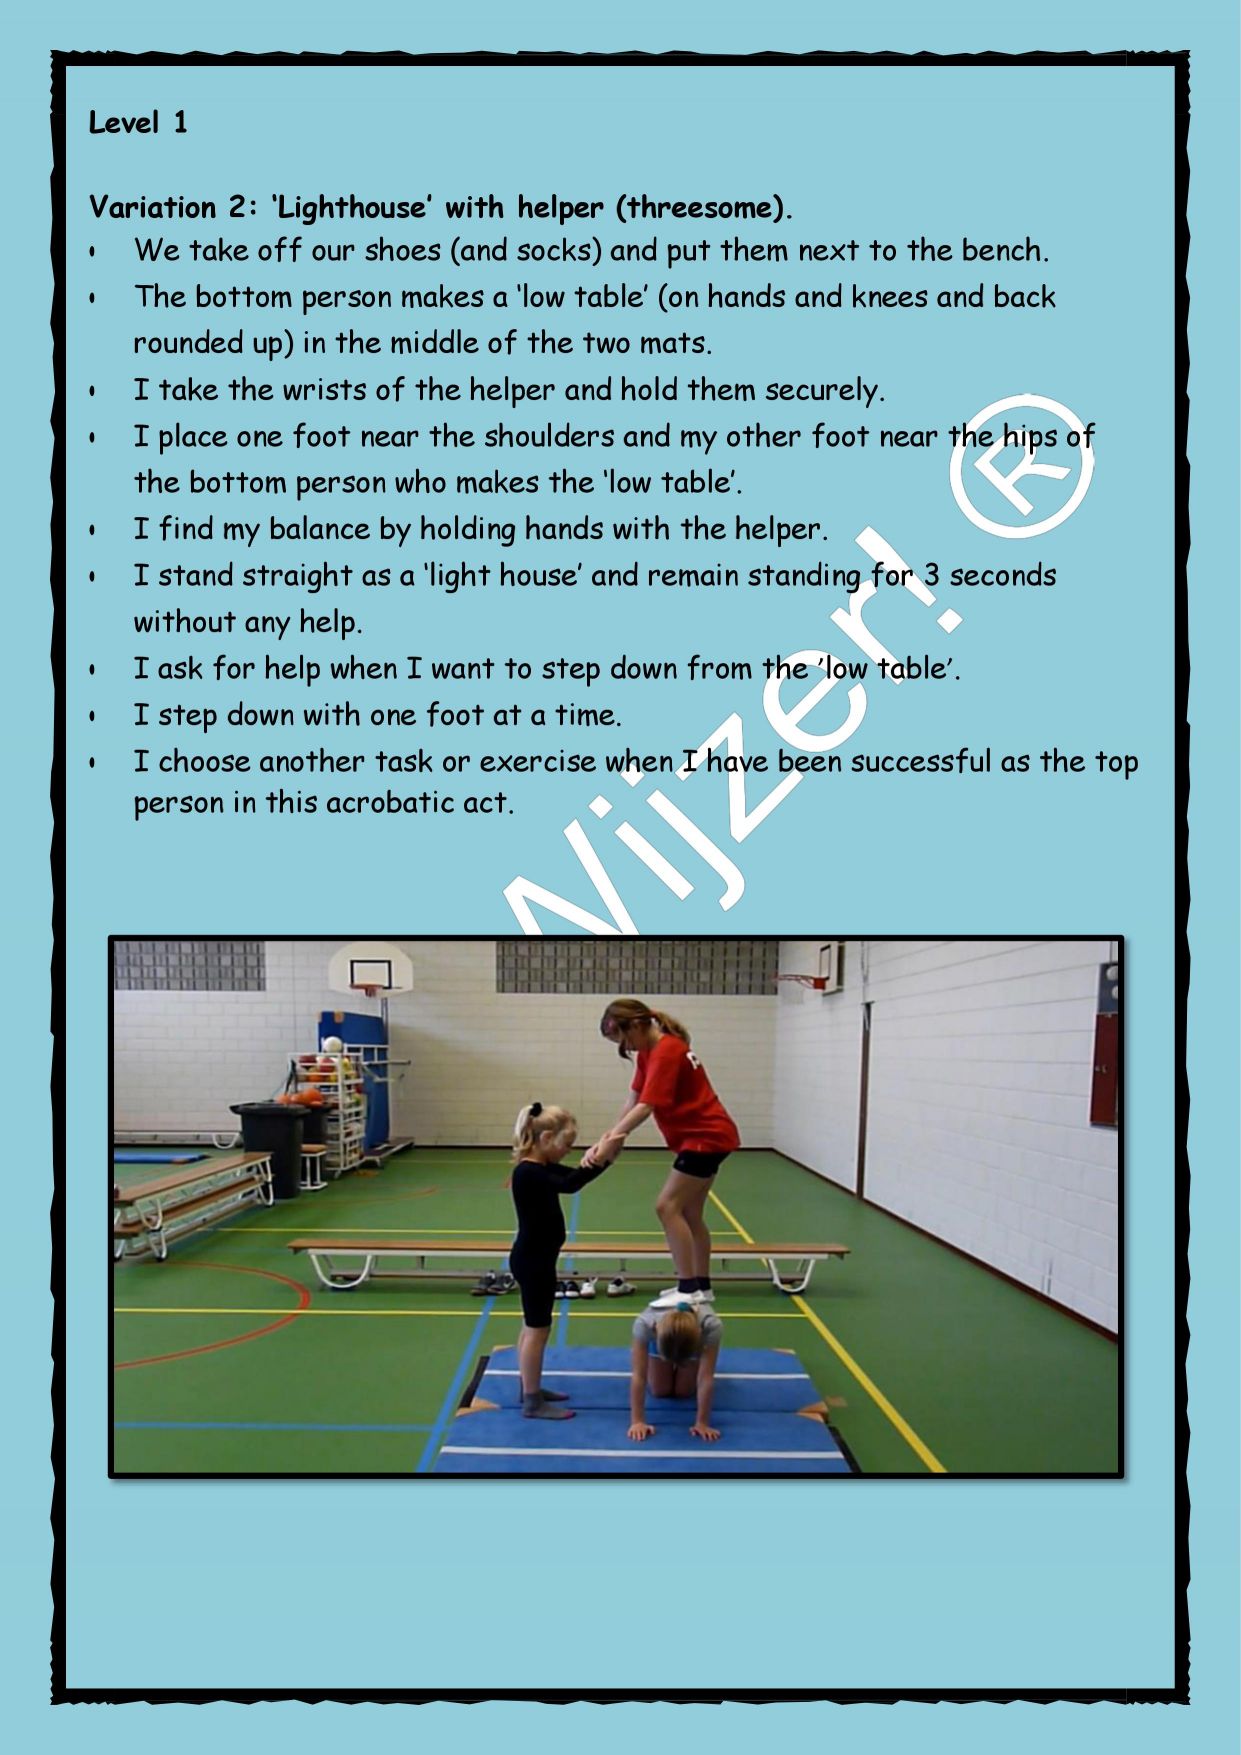 Level 1
Variation 2: ‘Lighthouse’ with helper (threesome).
• We take off our shoes (and socks) and put them next to the bench.
• The bottom person makes a ‘low table’ (on hands and knees and back
rounded up) in the middle of the two mats.
• I take the wrists of the helper and hold them securely.
• I place one foot near the shoulders and my other foot near the hips of
the bottom person who makes the ‘low table’.
• I find my balance by holding hands with the helper.
• I stand straight as a ‘light house’ and remain standing for 3 seconds
without any help.
• I ask for help when I want to step down from the ’low table’.
• I step down with one foot at a time.
• I choose another task or exercise when I have been successful as the top
person in this acrobatic act.
Wijzer! ®